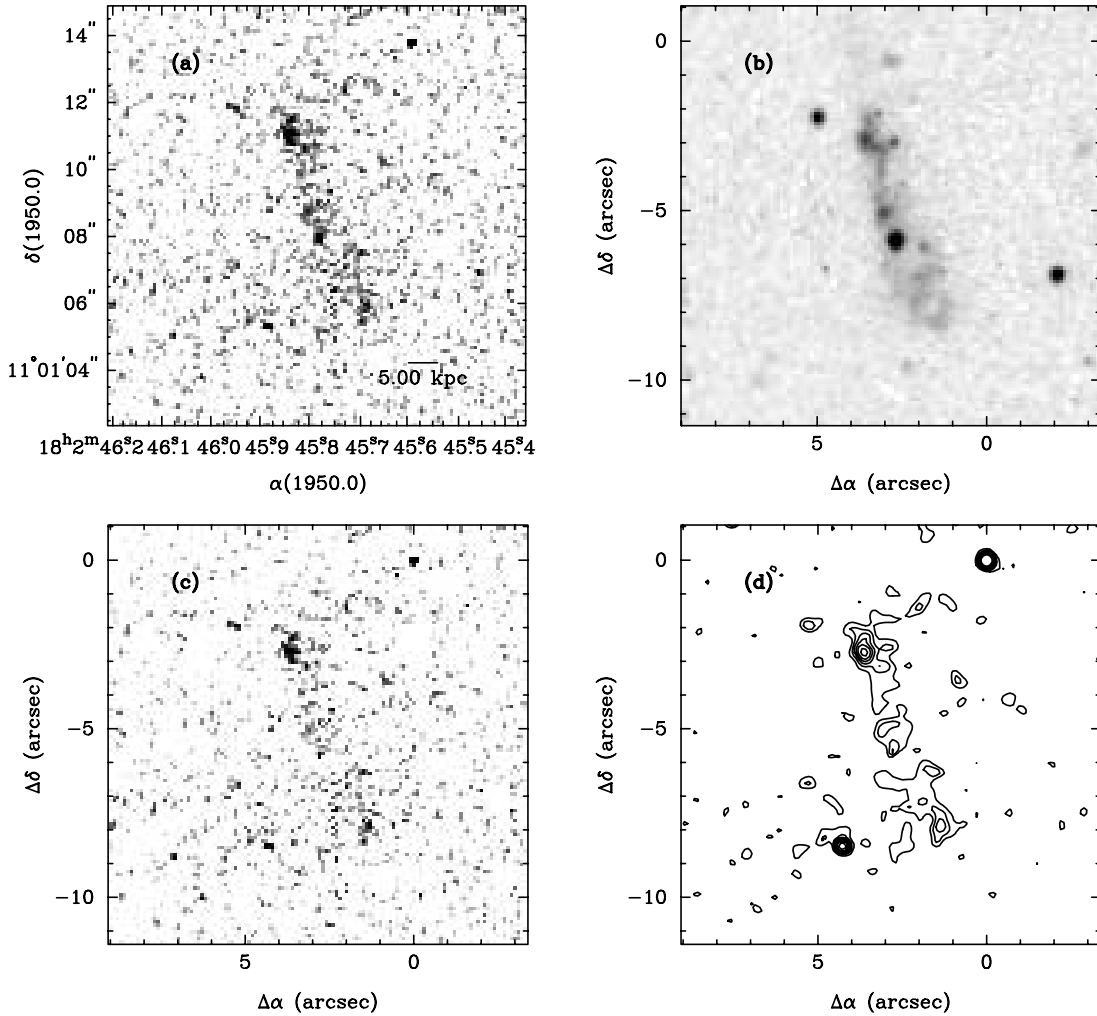 14"
(a)
12"
10"
08"
06"
11°01'04"
5.00 kpc
δ(1950.0)
18ʰ2ᵐ46ˢ.2 46ˢ.1 46ˢ.0 45ˢ.9 45ˢ.8 45ˢ.7 45ˢ.6 45ˢ.5 45ˢ.4
α(1950.0)
0
(b)
−5
−10
Δδ (arcsec)
5 0
Δα (arcsec)
0
(c)
−5
−10
Δδ (arcsec)
5 0
Δα (arcsec)
0
(d)
−5
−10
Δδ (arcsec)
5 0
Δα (arcsec)